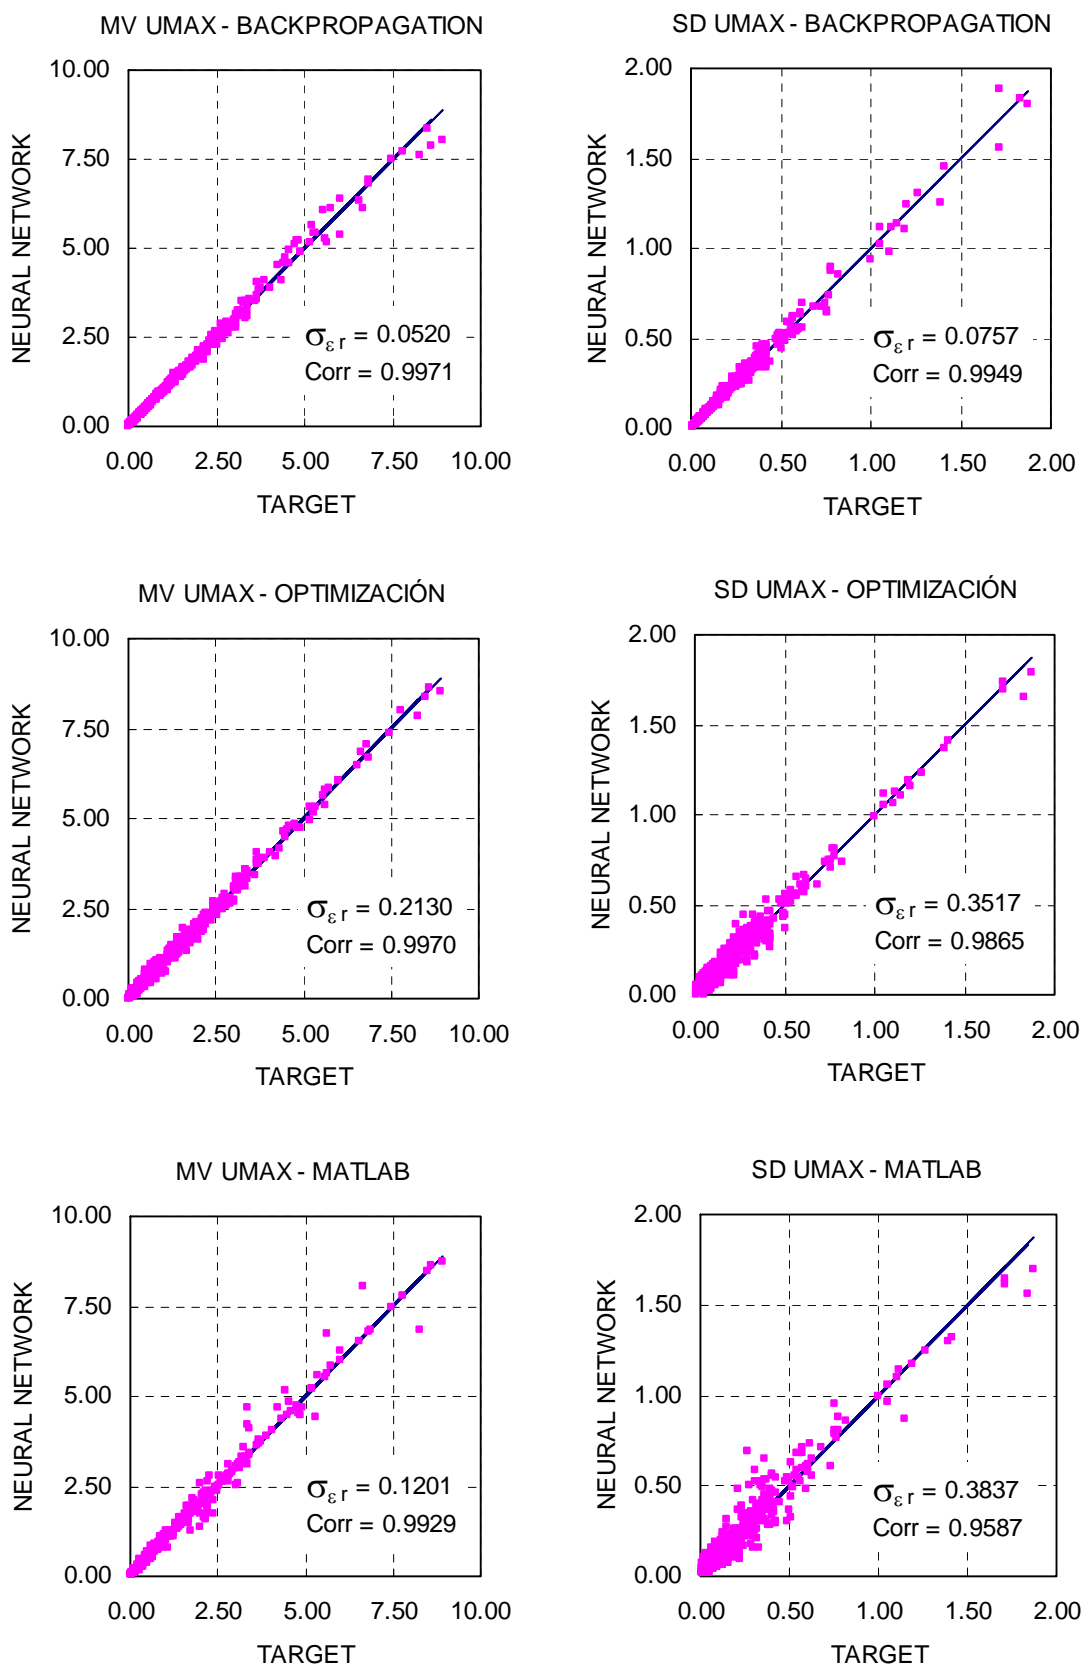 MV UMAX - BACKPROPAGATION
10.00
7.50
5.00
2.50
0.00
NEURAL NETWORK
σε r = 0.0520
Corr = 0.9971
0.00 2.50 5.00 7.50 10.00
TARGET
SD UMAX - BACKPROPAGATION
2.00
1.50
1.00
0.50
0.00
NEURAL NETWORK
σε r = 0.0757
Corr = 0.9949
0.00 0.50 1.00 1.50 2.00
TARGET
MV UMAX - OPTIMIZACIÓN
10.00
7.50
5.00
2.50
0.00
NEURAL NETWORK
σε r = 0.2130
Corr = 0.9970
0.00 2.50 5.00 7.50 10.00
TARGET
SD UMAX - OPTIMIZACIÓN
2.00
1.50
1.00
0.50
0.00
NEURAL NETWORK
σε r = 0.3517
Corr = 0.9865
0.00 0.50 1.00 1.50 2.00
TARGET
MV UMAX - MATLAB
10.00
7.50
5.00
2.50
0.00
NEURAL NETWORK
σε r = 0.1201
Corr = 0.9929
0.00 2.50 5.00 7.50 10.00
TARGET
SD UMAX - MATLAB
2.00
1.50
1.00
0.50
0.00
NEURAL NETWORK
σε r = 0.3837
Corr = 0.9587
0.00 0.50 1.00 1.50 2.00
TARGET